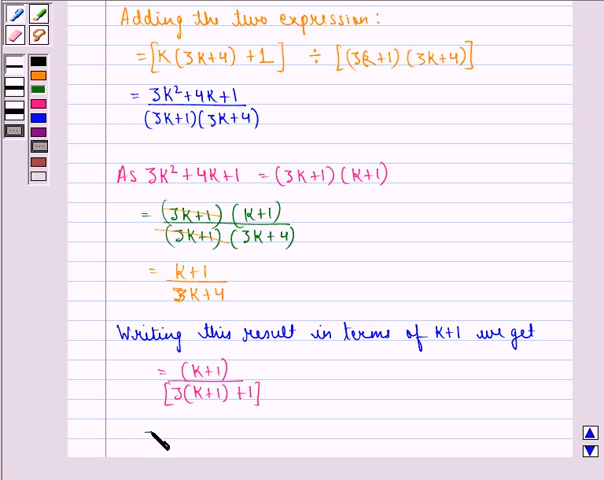 Adding the two expression:
= [K(3K+4) +1] ÷ [(3K+1)(3K+4)]
= 3K²+4K+1
(3K+1)(3K+4)
As 3K²+4K+1 = (3K+1)(K+1)
= (3K+1)(K+1)
(3K+1)(3K+4)
= K+1
3K+4
Writing this result in terms of K+1 we get
= (K+1)
[3(K+1) +1]